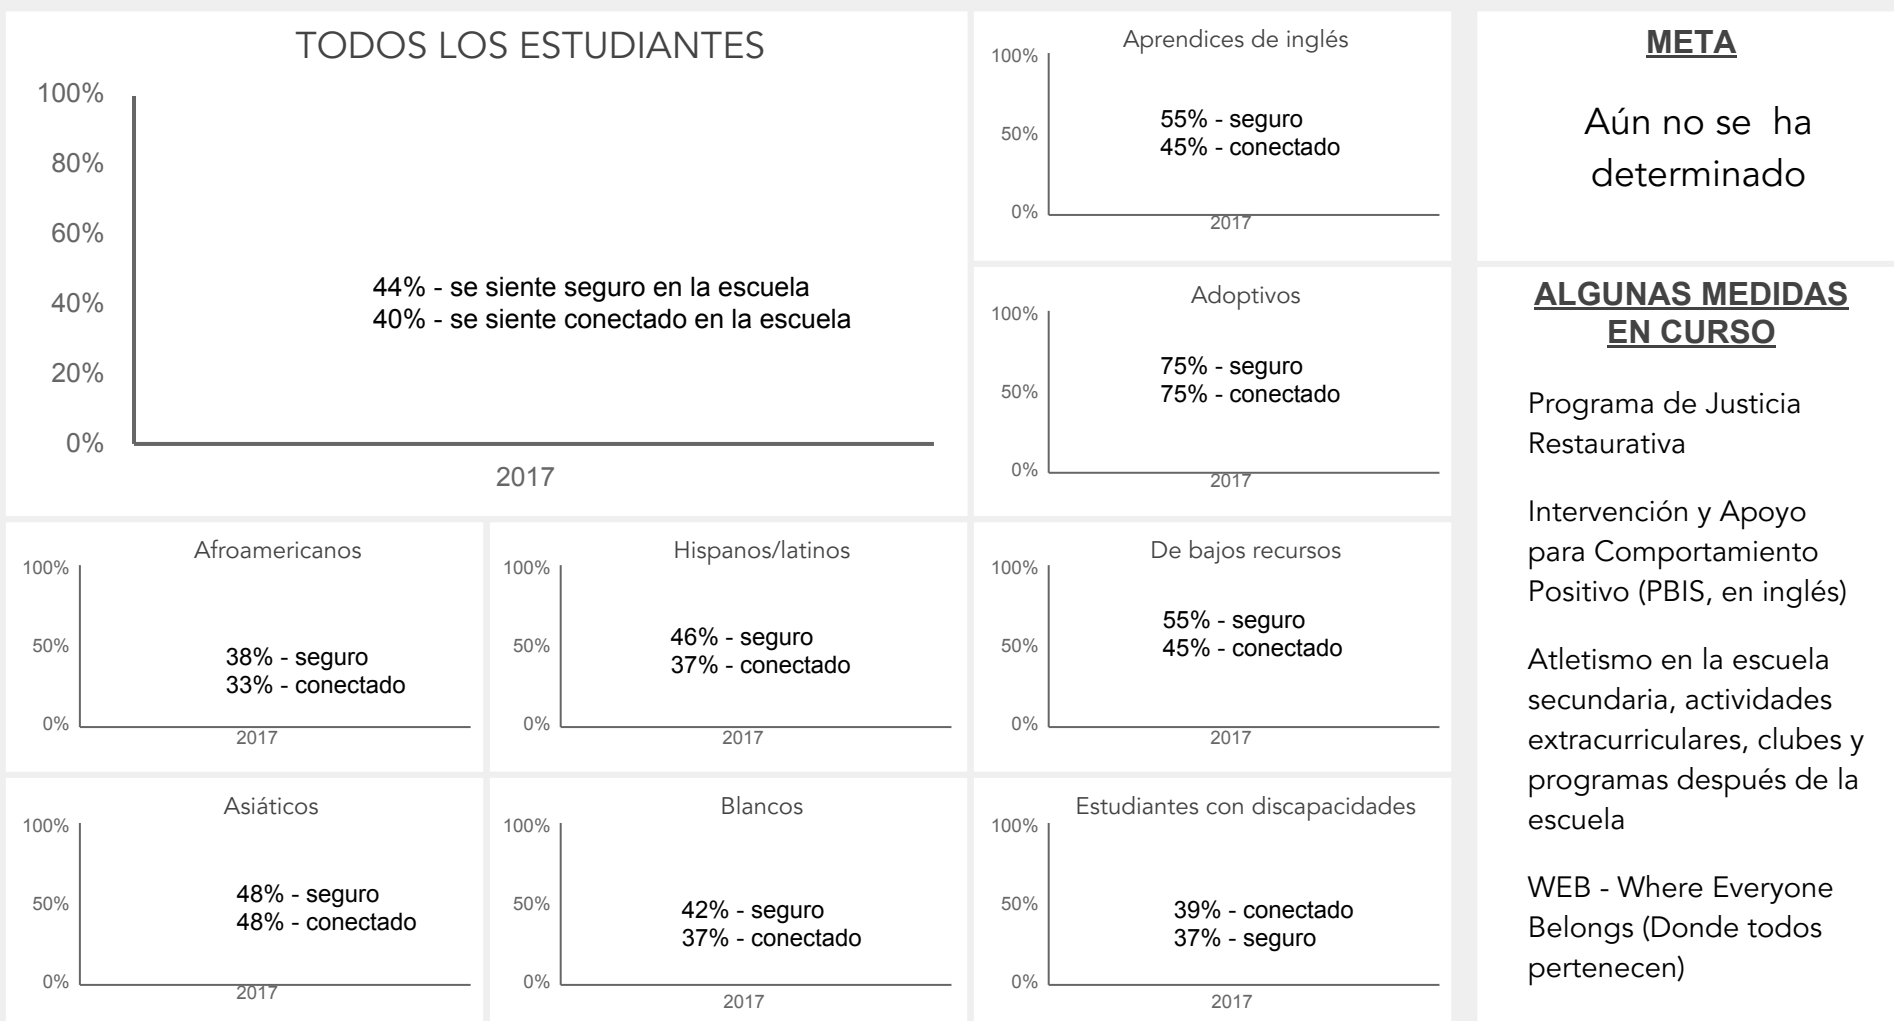 TODOS LOS ESTUDIANTES
100%
80%
60%
40%
20%
0%
44% - se siente seguro en la escuela
40% - se siente conectado en la escuela
2017
Aprendices de inglés
100%
50%
0%
55% - seguro
45% - conectado
2017
Adoptivos
100%
50%
0%
75% - seguro
75% - conectado
2017
Afroamericanos
100%
50%
0%
38% - seguro
33% - conectado
2017
Hispanos/latinos
100%
50%
0%
46% - seguro
37% - conectado
2017
De bajos recursos
100%
50%
0%
55% - seguro
45% - conectado
2017
Asiáticos
100%
50%
0%
48% - seguro
48% - conectado
2017
Blancos
100%
50%
0%
42% - seguro
37% - conectado
2017
Estudiantes con discapacidades
100%
50%
0%
39% - conectado
37% - seguro
2017
META
Aún no se ha
determinado
ALGUNAS MEDIDAS
EN CURSO
Programa de Justicia
Restaurativa
Intervención y Apoyo
para Comportamiento
Positivo (PBIS, en inglés)
Atletismo en la escuela
secundaria, actividades
extracurriculares, clubes y
programas después de la
escuela
WEB - Where Everyone
Belongs (Donde todos
pertenecen)